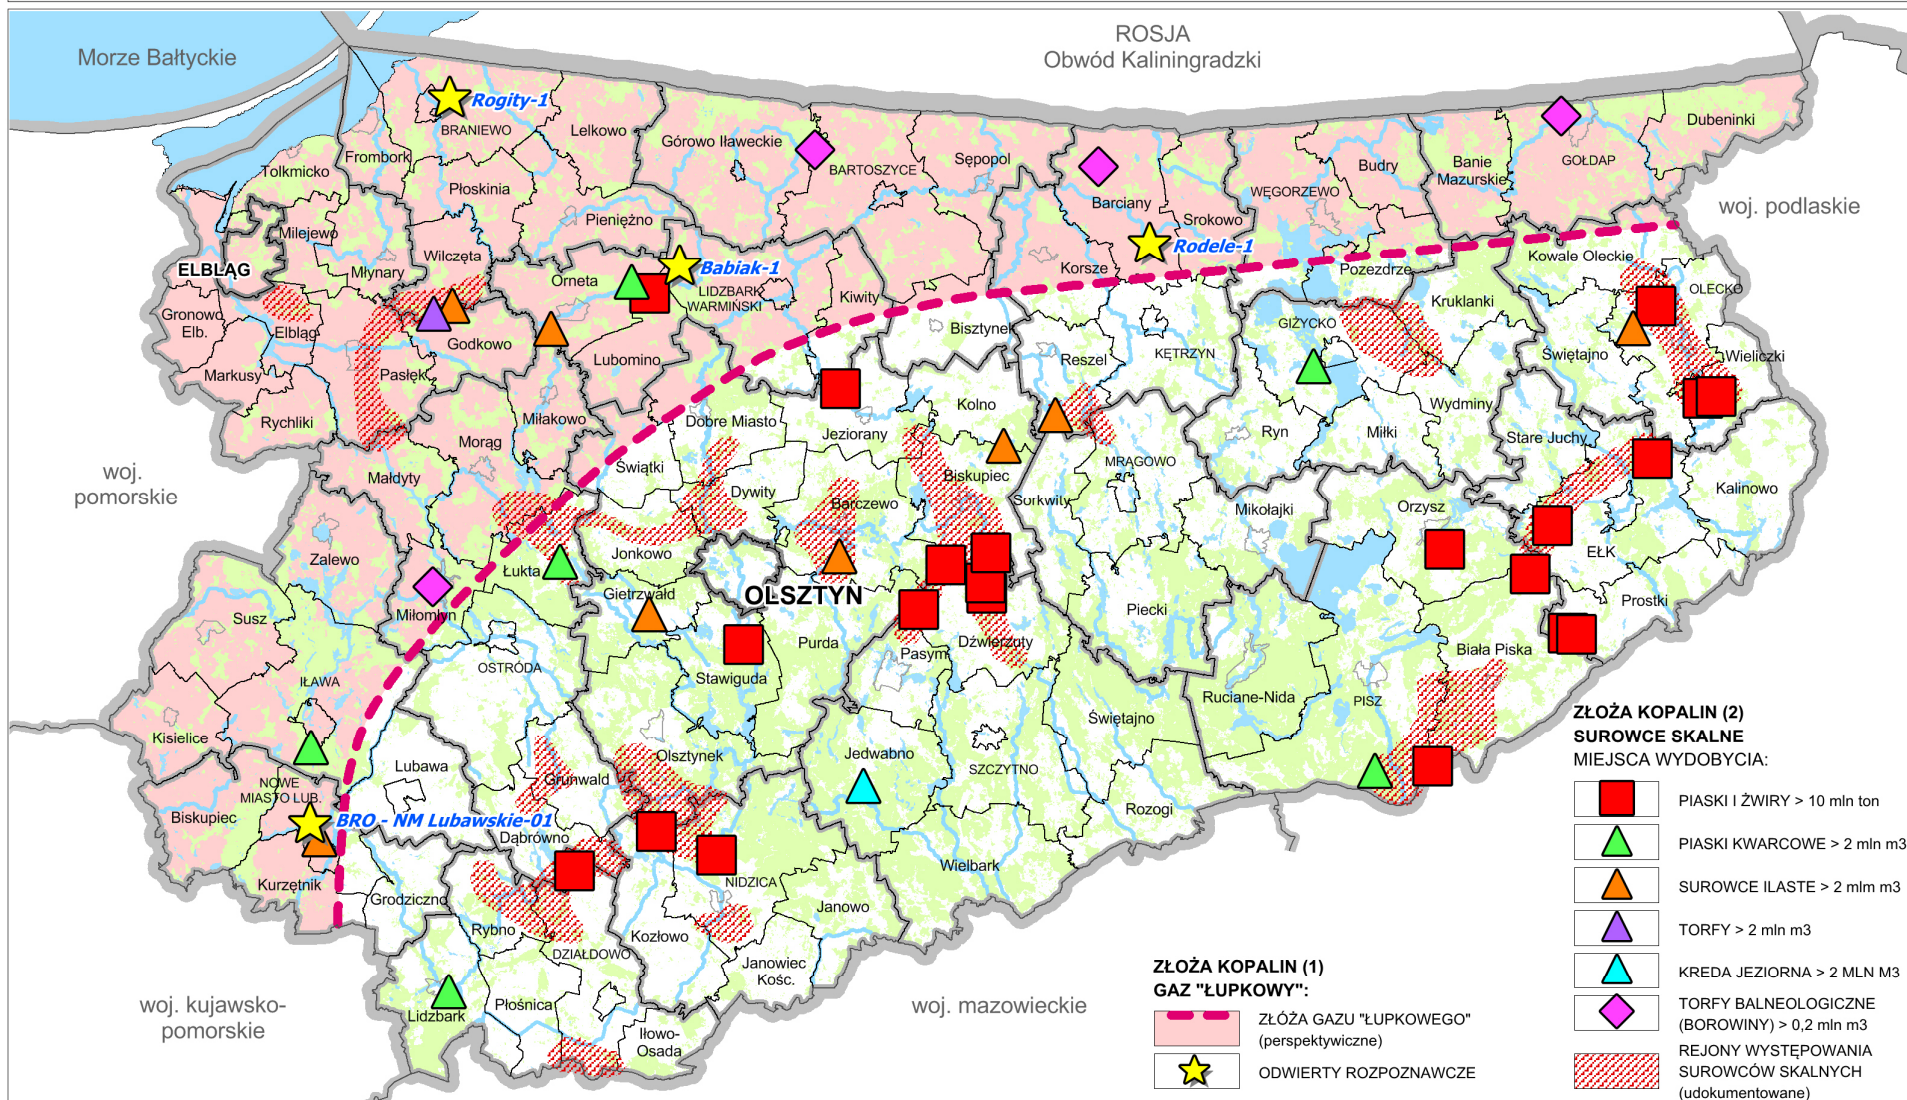 ROSJA
Obwód Kaliningradzki
Morze Bałtyckie
Rogity-1
BRANIEWO
Lelkowo
Górowo Iławeckie
BARTOSZYCE
Sępopol
Barciany
Srokowo
WĘGORZEWO
Budry
Banie
Mazurskie
GOŁDAP
Dubeninki
Tolkmicko
Frombork
Płoskinia
Pieniężno
woj. podlaskie
Milejewo
Młynary
Wilczęta
Orneta
Babiak-1
LIDZBARK
WARMIŃSKI
Kiwity
Korsze
Rodele-1
Pozezdrze
Kruklanki
Kowale Oleckie
OLECKO
ELBLĄG
Gronowo
Elb.
Elbląg
Godkowo
Lubomino
Bisztynek
Reszel
KĘTRZYN
GIŻYCKO
Świętajno
Wieliczki
Markusy
Pasłęk
Rychliki
Morąg
Miłakowo
Dobre Miasto
Jeziorany
Kolno
Ryn
Miłki
Wydminy
Stare Juchy
Kalinowo
woj.
pomorskie
Małdyty
Świątki
Dywity
Barczewo
Biskupiec
Sorkwity
MRĄGOWO
Mikołajki
Orzysz
EŁK
Zalewo
Łukta
Jonkowo
Gietrzwałd
OLSZTYN
Purda
Piecki
Prostki
Susz
Miłomłyn
OSTRÓDA
Stawiguda
Pasym
Dźwierzuty
Biała Piska
IŁAWA
Ruciane-Nida
PISZ
Kisielice
Lubawa
Grunwald
Olsztynek
Jedwabno
SZCZYTNO
Świętajno
Rozogi
NOWE
MIASTO LUB.
Biskupiec
BRO - NM Lubawskie-01
Dąbrówno
NIDZICA
Wielbark
Kurzętnik
Grodziczno
Rybno
DZIAŁDOWO
Kozłowo
Janowo
Janowiec
Kośc.
Lidzbark
Płośnica
Iłowo-
Osada
woj. kujawsko-
pomorskie
woj. mazowieckie
ZŁOŻA KOPALIN (1)
GAZ "ŁUPKOWY":
ZŁÓŻA GAZU "ŁUPKOWEGO"
(perspektywiczne)
ODWIERTY ROZPOZNAWCZE
ZŁOŻA KOPALIN (2)
SUROWCE SKALNE
MIEJSCA WYDOBYCIA:
PIASKI I ŻWIRY > 10 mln ton
PIASKI KWARCOWE > 2 mln m3
SUROWCE ILASTE > 2 mlm m3
TORFY > 2 mln m3
KREDA JEZIORNA > 2 MLN M3
TORFY BALNEOLOGICZNE
(BOROWINY) > 0,2 mln m3
REJONY WYSTĘPOWANIA
SUROWCÓW SKALNYCH
(udokumentowane)